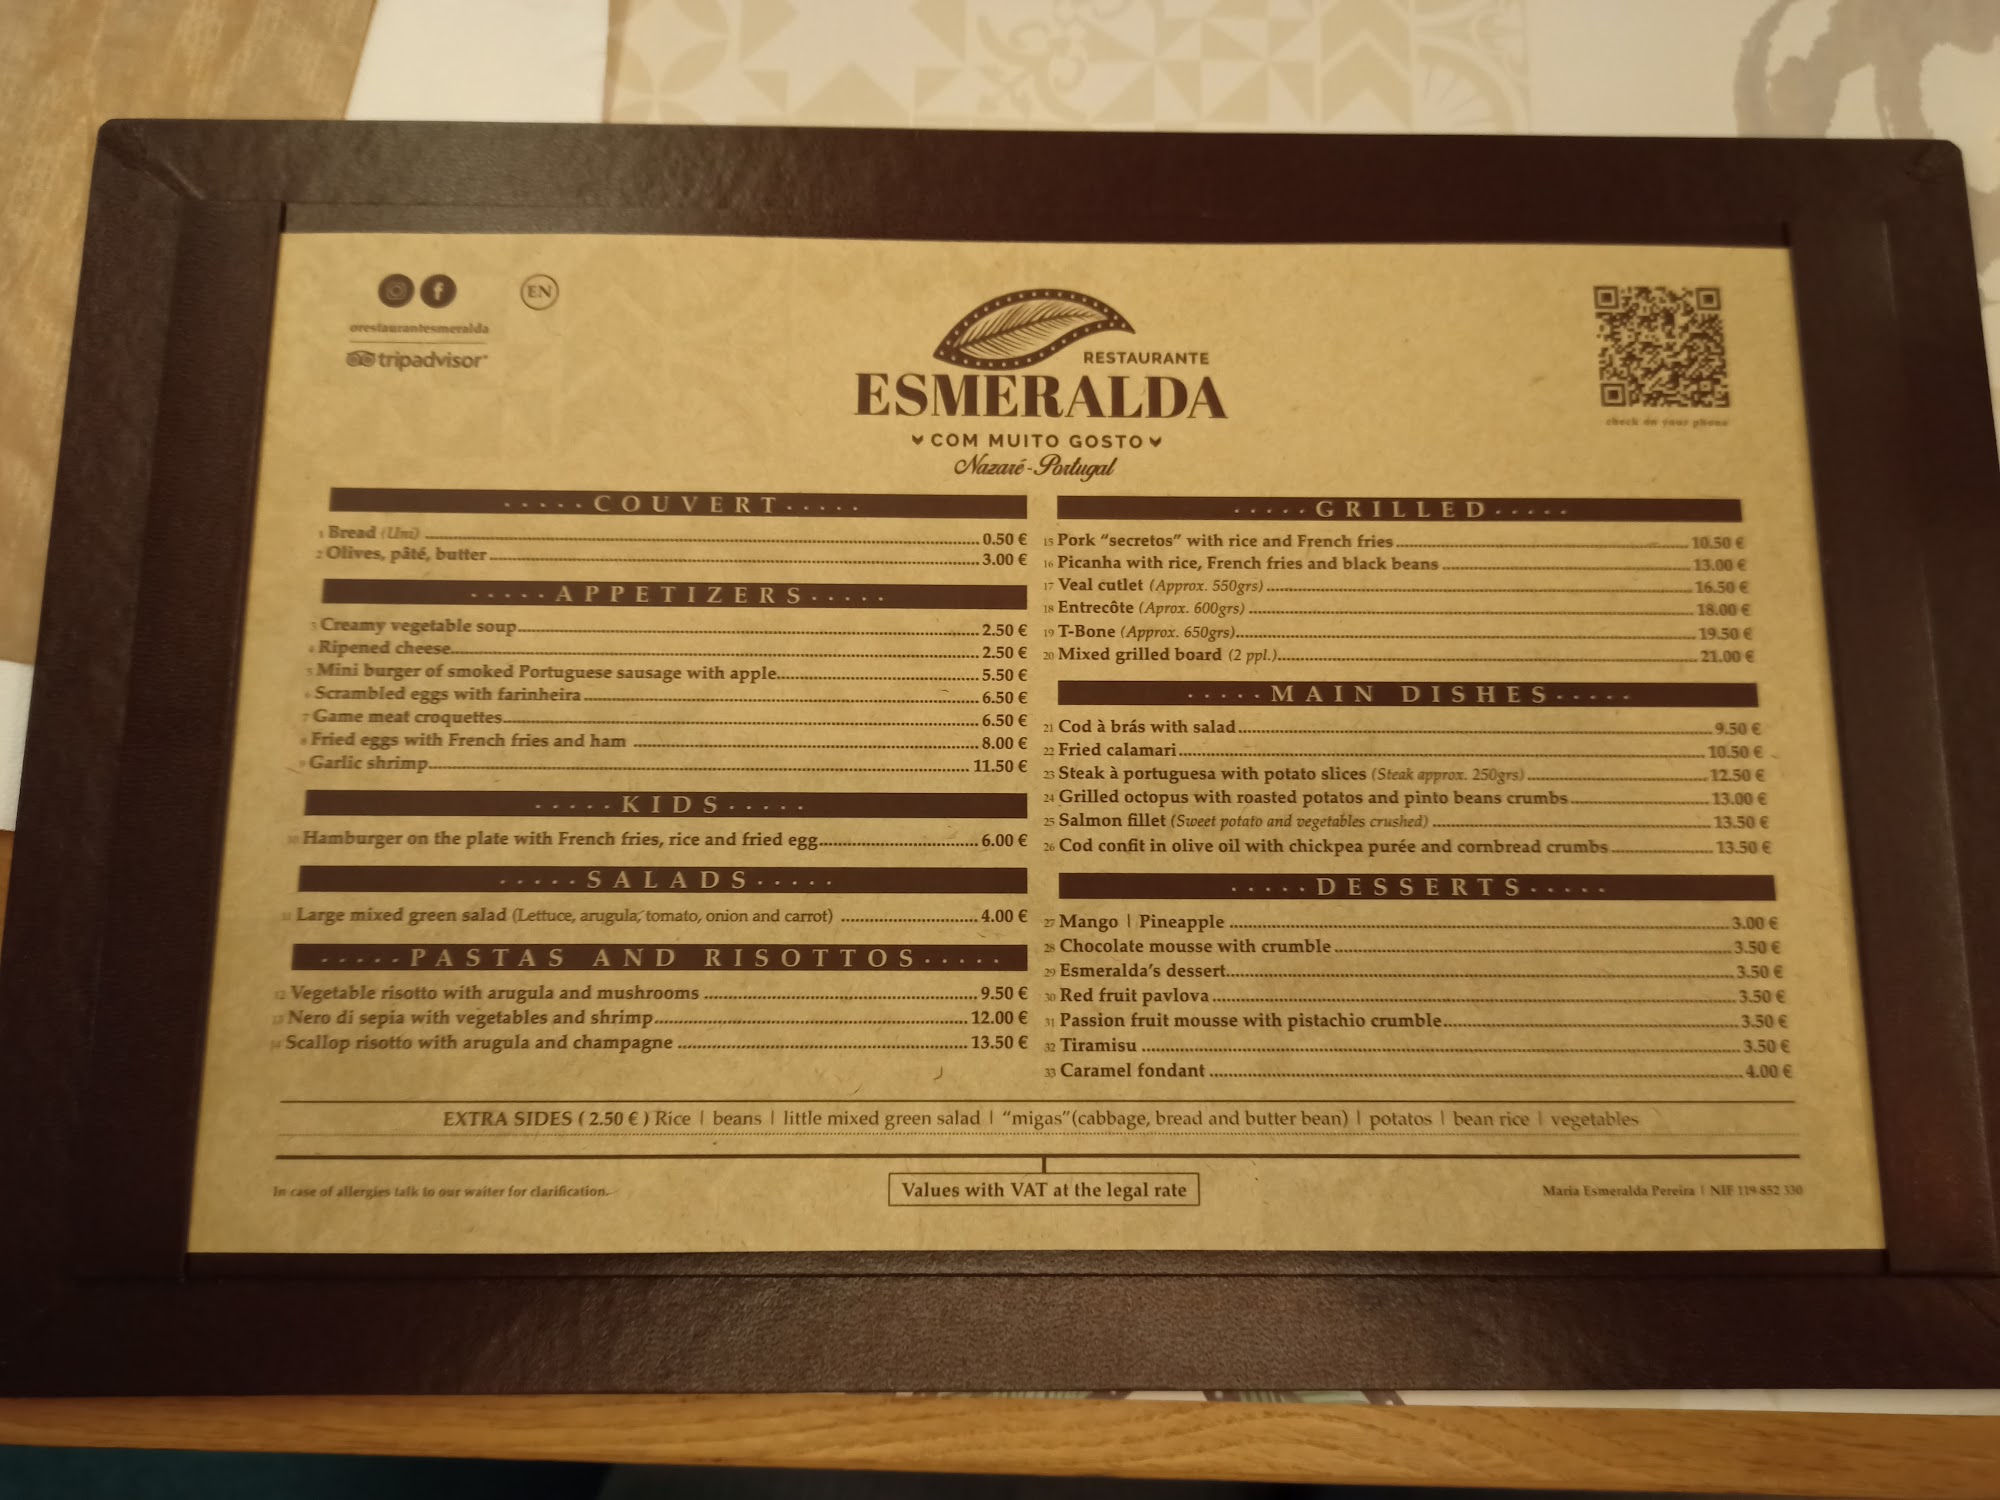 EN
orestaurantesmeralda
tripadvisor
RESTAURANTE
ESMERALDA
COM MUITO GOSTO
Nazaré - Portugal
check on your phone
COUVERT
1 Bread (Uni) 0.50 €
2 Olives, pâté, butter 3.00 €
APPETIZERS
3 Creamy vegetable soup 2.50 €
4 Ripened cheese 2.50 €
5 Mini burger of smoked Portuguese sausage with apple 5.50 €
6 Scrambled eggs with farinheira 6.50 €
7 Game meat croquettes 6.50 €
8 Fried eggs with French fries and ham 8.00 €
9 Garlic shrimp 11.50 €
KIDS
10 Hamburger on the plate with French fries, rice and fried egg 6.00 €
SALADS
11 Large mixed green salad (Lettuce, arugula, tomato, onion and carrot) 4.00 €
PASTAS AND RISOTTOS
12 Vegetable risotto with arugula and mushrooms 9.50 €
13 Nero di sepia with vegetables and shrimp 12.00 €
14 Scallop risotto with arugula and champagne 13.50 €
GRILLED
15 Pork “secretos” with rice and French fries 10.50 €
16 Picanha with rice, French fries and black beans 13.00 €
17 Veal cutlet (Approx. 550grs) 16.50 €
18 Entrecôte (Aprox. 600grs) 18.00 €
19 T-Bone (Approx. 650grs) 19.50 €
20 Mixed grilled board (2 ppl.) 21.00 €
MAIN DISHES
21 Cod à brás with salad 9.50 €
22 Fried calamari 10.50 €
23 Steak à portuguesa with potato slices (Steak approx. 250grs) 12.50 €
24 Grilled octopus with roasted potatos and pinto beans crumbs 13.00 €
25 Salmon fillet (Sweet potato and vegetables crushed) 13.50 €
26 Cod confit in olive oil with chickpea purée and cornbread crumbs 13.50 €
DESSERTS
27 Mango | Pineapple 3.00 €
28 Chocolate mousse with crumble 3.50 €
29 Esmeralda's dessert 3.50 €
30 Red fruit pavlova 3.50 €
31 Passion fruit mousse with pistachio crumble 3.50 €
32 Tiramisu 3.50 €
33 Caramel fondant 4.00 €
EXTRA SIDES ( 2.50 € ) Rice | beans | little mixed green salad | “migas”(cabbage, bread and butter bean) | potatos | bean rice | vegetables
In case of allergies talk to our waiter for clarification.
Values with VAT at the legal rate
Maria Esmeralda Pereira | NIF 119 852 330